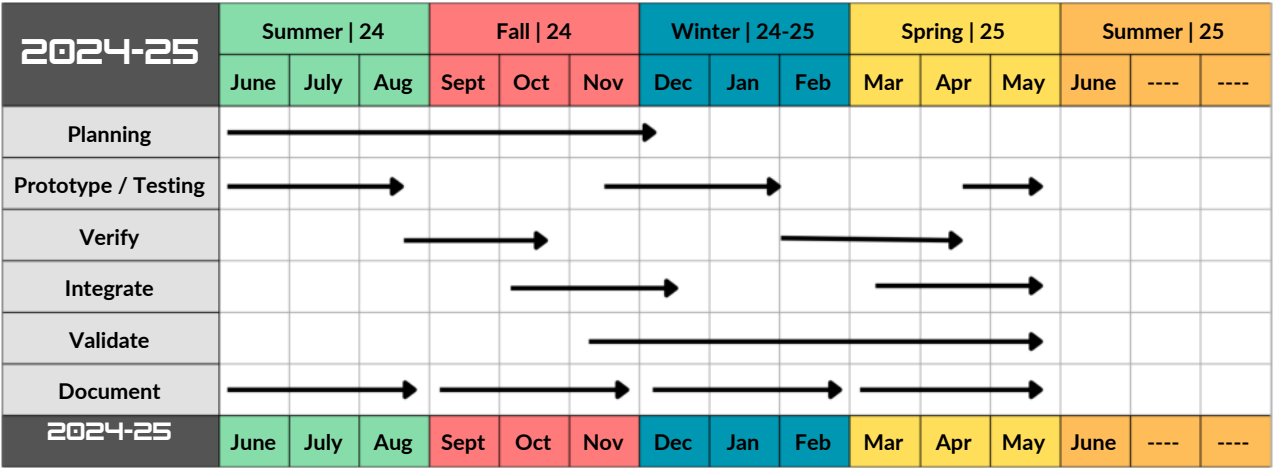 2024-25 Summer | 24 Fall | 24 Winter | 24-25 Spring | 25 Summer | 25
June July Aug Sept Oct Nov Dec Jan Feb Mar Apr May June ---- ----
Planning
Prototype / Testing
Verify
Integrate
Validate
Document
2024-25 June July Aug Sept Oct Nov Dec Jan Feb Mar Apr May June ---- ----